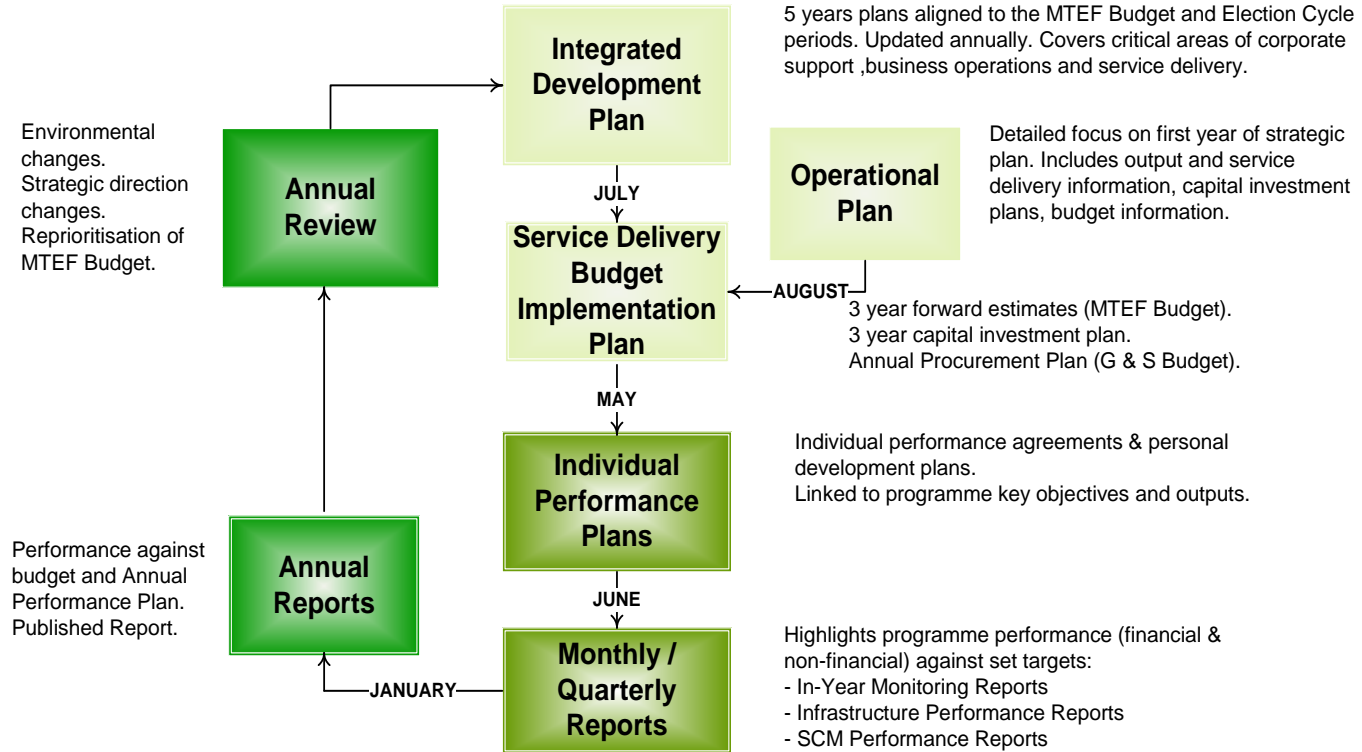 5 years plans aligned to the MTEF Budget and Election Cycle
periods. Updated annually. Covers critical areas of corporate
support ,business operations and service delivery.
Integrated
Development
Plan
Environmental
changes.
Strategic direction
changes.
Reprioritisation of
MTEF Budget.
Annual
Review
JULY
Operational
Plan
Detailed focus on first year of strategic
plan. Includes output and service
delivery information, capital investment
plans, budget information.
Service Delivery
Budget
Implementation
Plan
AUGUST
3 year forward estimates (MTEF Budget).
3 year capital investment plan.
Annual Procurement Plan (G & S Budget).
MAY
Individual
Performance
Plans
Individual performance agreements & personal
development plans.
Linked to programme key objectives and outputs.
Performance against
budget and Annual
Performance Plan.
Published Report.
Annual
Reports
JUNE
Monthly /
Quarterly
Reports
JANUARY
Highlights programme performance (financial &
non-financial) against set targets:
- In-Year Monitoring Reports
- Infrastructure Performance Reports
- SCM Performance Reports